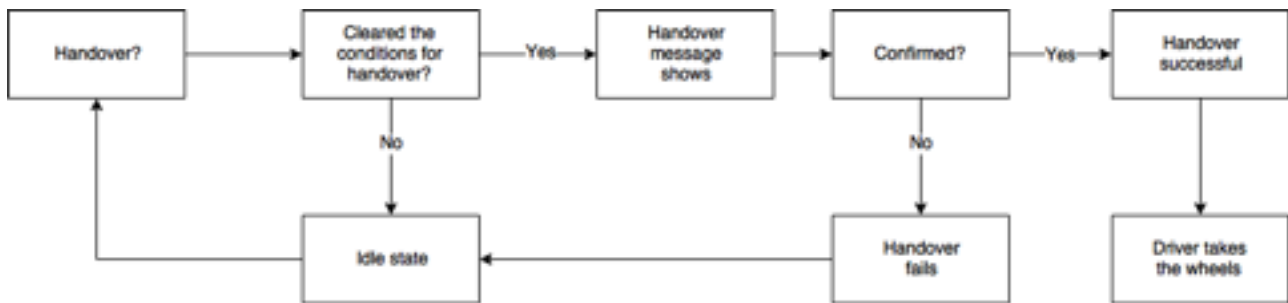 Handover?
Cleared the
conditions for
handover?
Yes
Handover
message
shows
Confirmed?
Yes
Handover
successful
No
No
Idle state
Handover
fails
Driver takes
the wheels